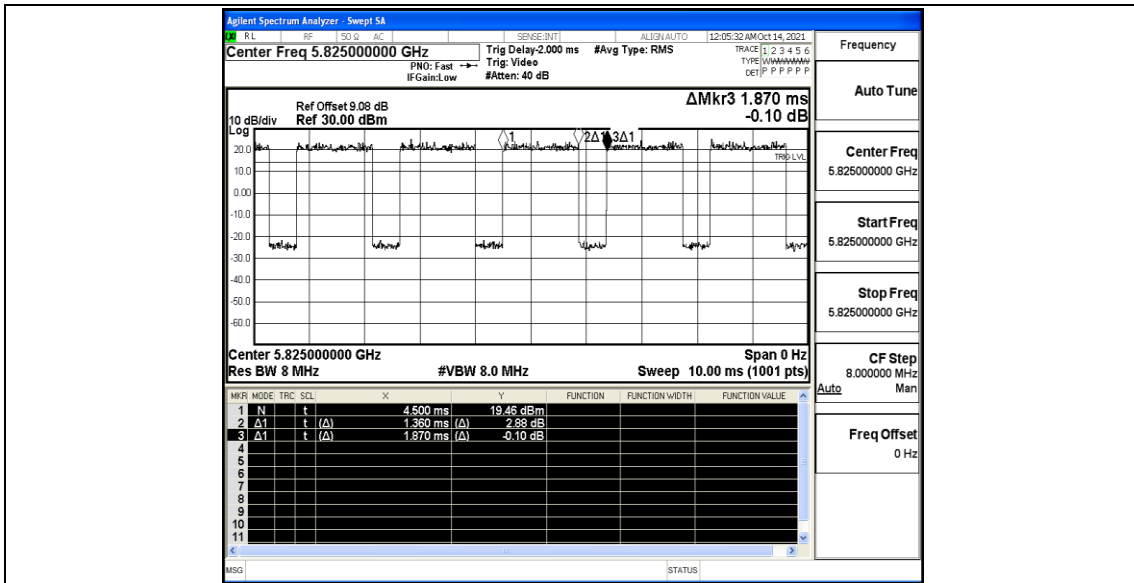 Agilent Spectrum Analyzer - Swept SA
RL RF 50 Ω AC SENSE:INT ALIGN AUTO 12:05:32 AM Oct 14, 2021
Center Freq 5.825000000 GHz
PNO: Fast
IFGain:Low
Trig Delay-2.000 ms
Trig: Video
#Atten: 40 dB
#Avg Type: RMS
TRACE 1 2 3 4 5 6
TYPE WWWWWW
DET P P P P P P
Ref Offset 9.08 dB
10 dB/div Ref 30.00 dBm
ΔMkr3 1.870 ms
-0.10 dB
Log
1 2Δ1 3Δ1
20.0
TRIG LVL
10.0
0.00
-10.0
-20.0
-30.0
-40.0
-50.0
-60.0
Center 5.825000000 GHz Span 0 Hz
Res BW 8 MHz #VBW 8.0 MHz Sweep 10.00 ms (1001 pts)
MKR MODE TRC SCL X Y FUNCTION FUNCTION WIDTH FUNCTION VALUE
1 N t 4.500 ms 19.46 dBm
2 Δ1 t (Δ) 1.360 ms (Δ) 2.88 dB
3 Δ1 t (Δ) 1.870 ms (Δ) -0.10 dB
4
5
6
7
8
9
10
11
MSG STATUS
Frequency
Auto Tune
Center Freq
5.825000000 GHz
Start Freq
5.825000000 GHz
Stop Freq
5.825000000 GHz
CF Step
8.000000 MHz
Auto Man
Freq Offset
0 Hz